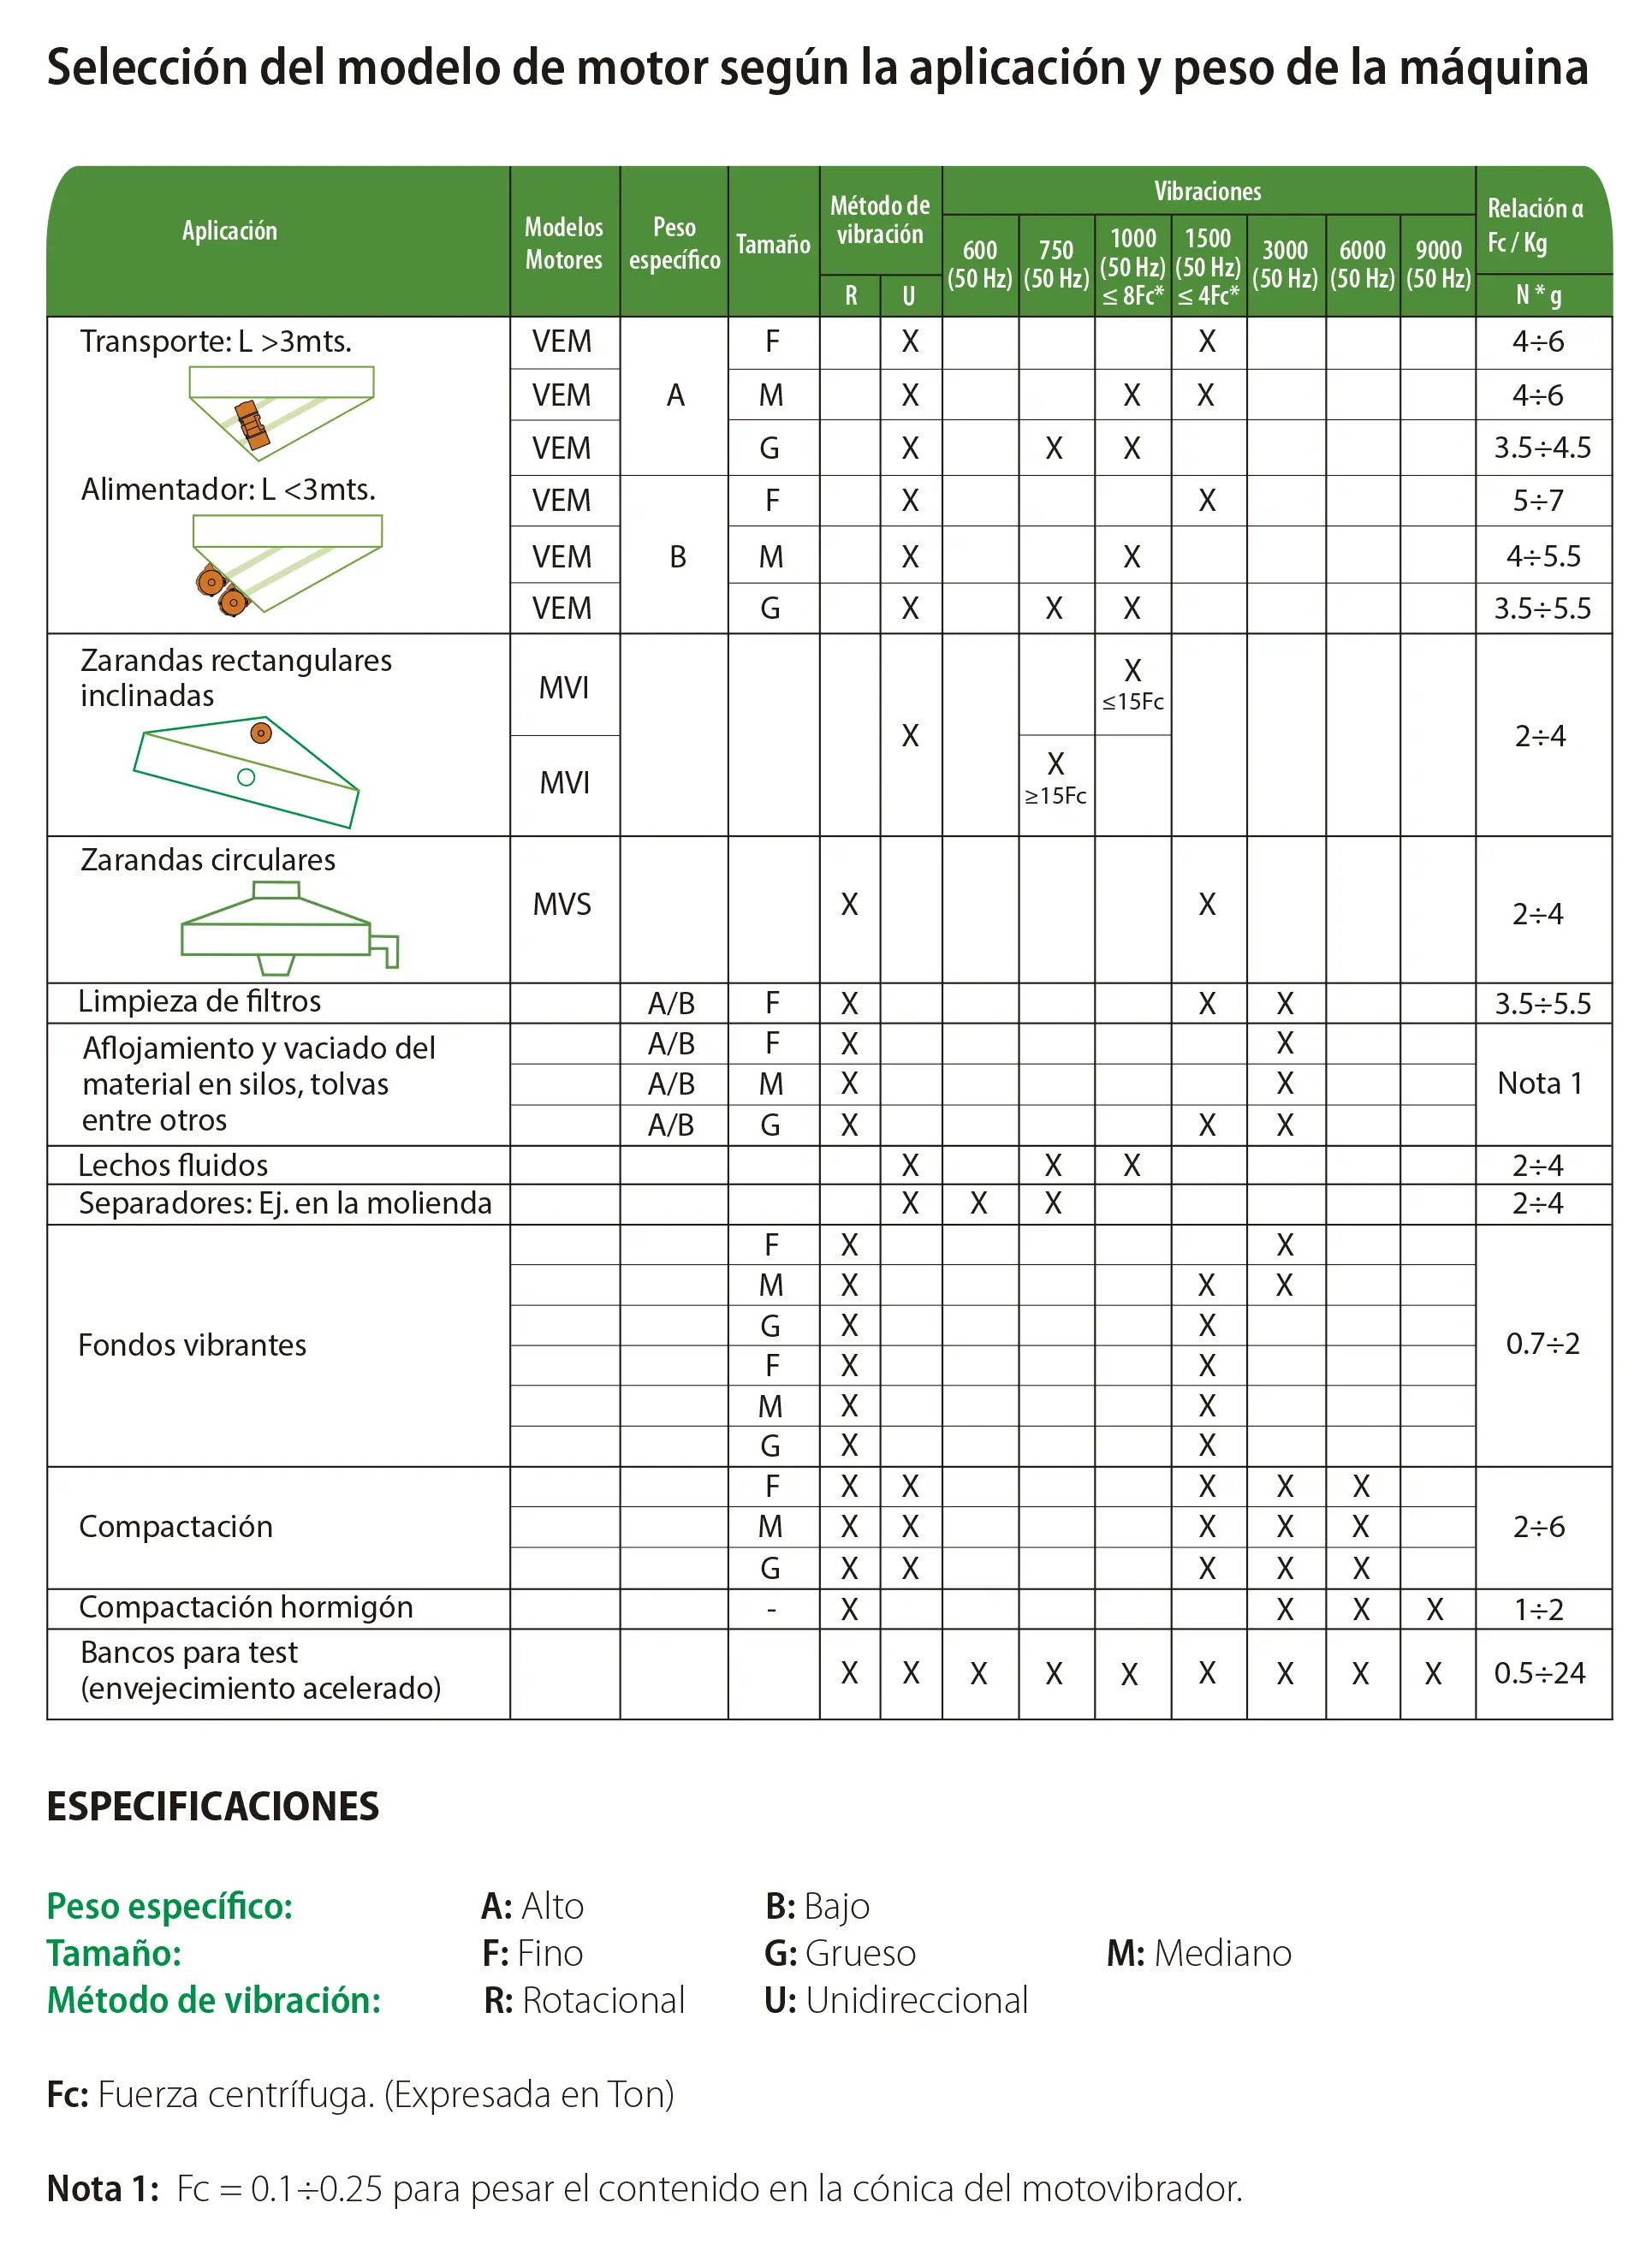 Selección del modelo de motor según la aplicación y peso de la máquina
Aplicación
Modelos
Motores
Peso
específico
Tamaño
Método de
vibración
R U
Vibraciones
600
(50 Hz)
750
(50 Hz)
1000
(50 Hz)
≤ 8Fc*
1500
(50 Hz)
≤ 4Fc*
3000
(50 Hz)
6000
(50 Hz)
9000
(50 Hz)
Relación α
Fc / Kg
N * g
Transporte: L >3mts.
Alimentador: L <3mts.
VEM A F X X 4÷6
VEM M X X X 4÷6
VEM G X X X 3.5÷4.5
VEM B F X X 5÷7
VEM M X X 4÷5.5
VEM G X X X 3.5÷5.5
Zarandas rectangulares
inclinadas
MVI X
≤15Fc
X 2÷4
MVI X
≥15Fc
Zarandas circulares
MVS X X 2÷4
Limpieza de filtros A/B F X X X 3.5÷5.5
Aflojamiento y vaciado del
material en silos, tolvas
entre otros
A/B F X X
A/B M X X Nota 1
A/B G X X X
Lechos fluidos X X X 2÷4
Separadores: Ej. en la molienda X X X 2÷4
Fondos vibrantes
F X X
M X X X
G X X
0.7÷2
F X X
M X X
G X X
Compactación
F X X X X X
M X X X X X 2÷6
G X X X X X
Compactación hormigón - X X X X 1÷2
Bancos para test
(envejecimiento acelerado)
X X X X X X X X X 0.5÷24
ESPECIFICACIONES
Peso específico: A: Alto B: Bajo
Tamaño: F: Fino G: Grueso M: Mediano
Método de vibración: R: Rotacional U: Unidireccional
Fc: Fuerza centrífuga. (Expresada en Ton)
Nota 1: Fc = 0.1÷0.25 para pesar el contenido en la cónica del motovibrador.